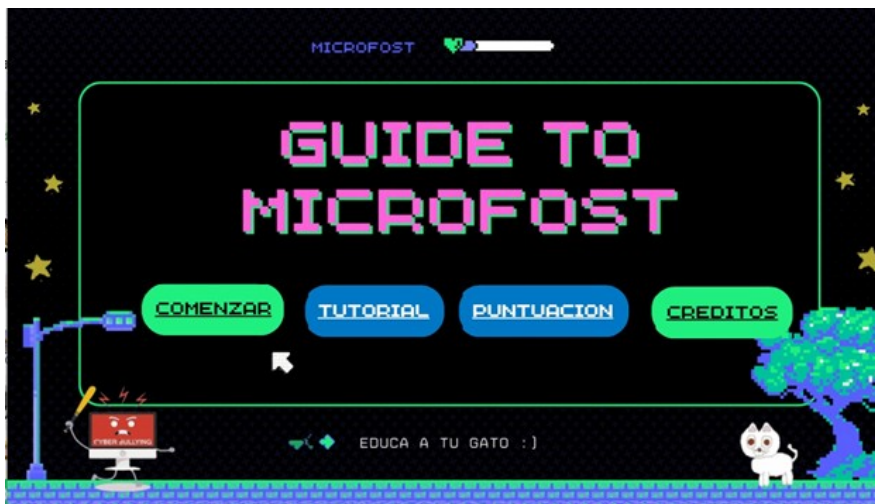 MICROFOST
GUIDE TO
MICROFOST
COMENZAR TUTORIAL PUNTUACION CREDITOS
CYBER BULLYING
EDUCA A TU GATO :)